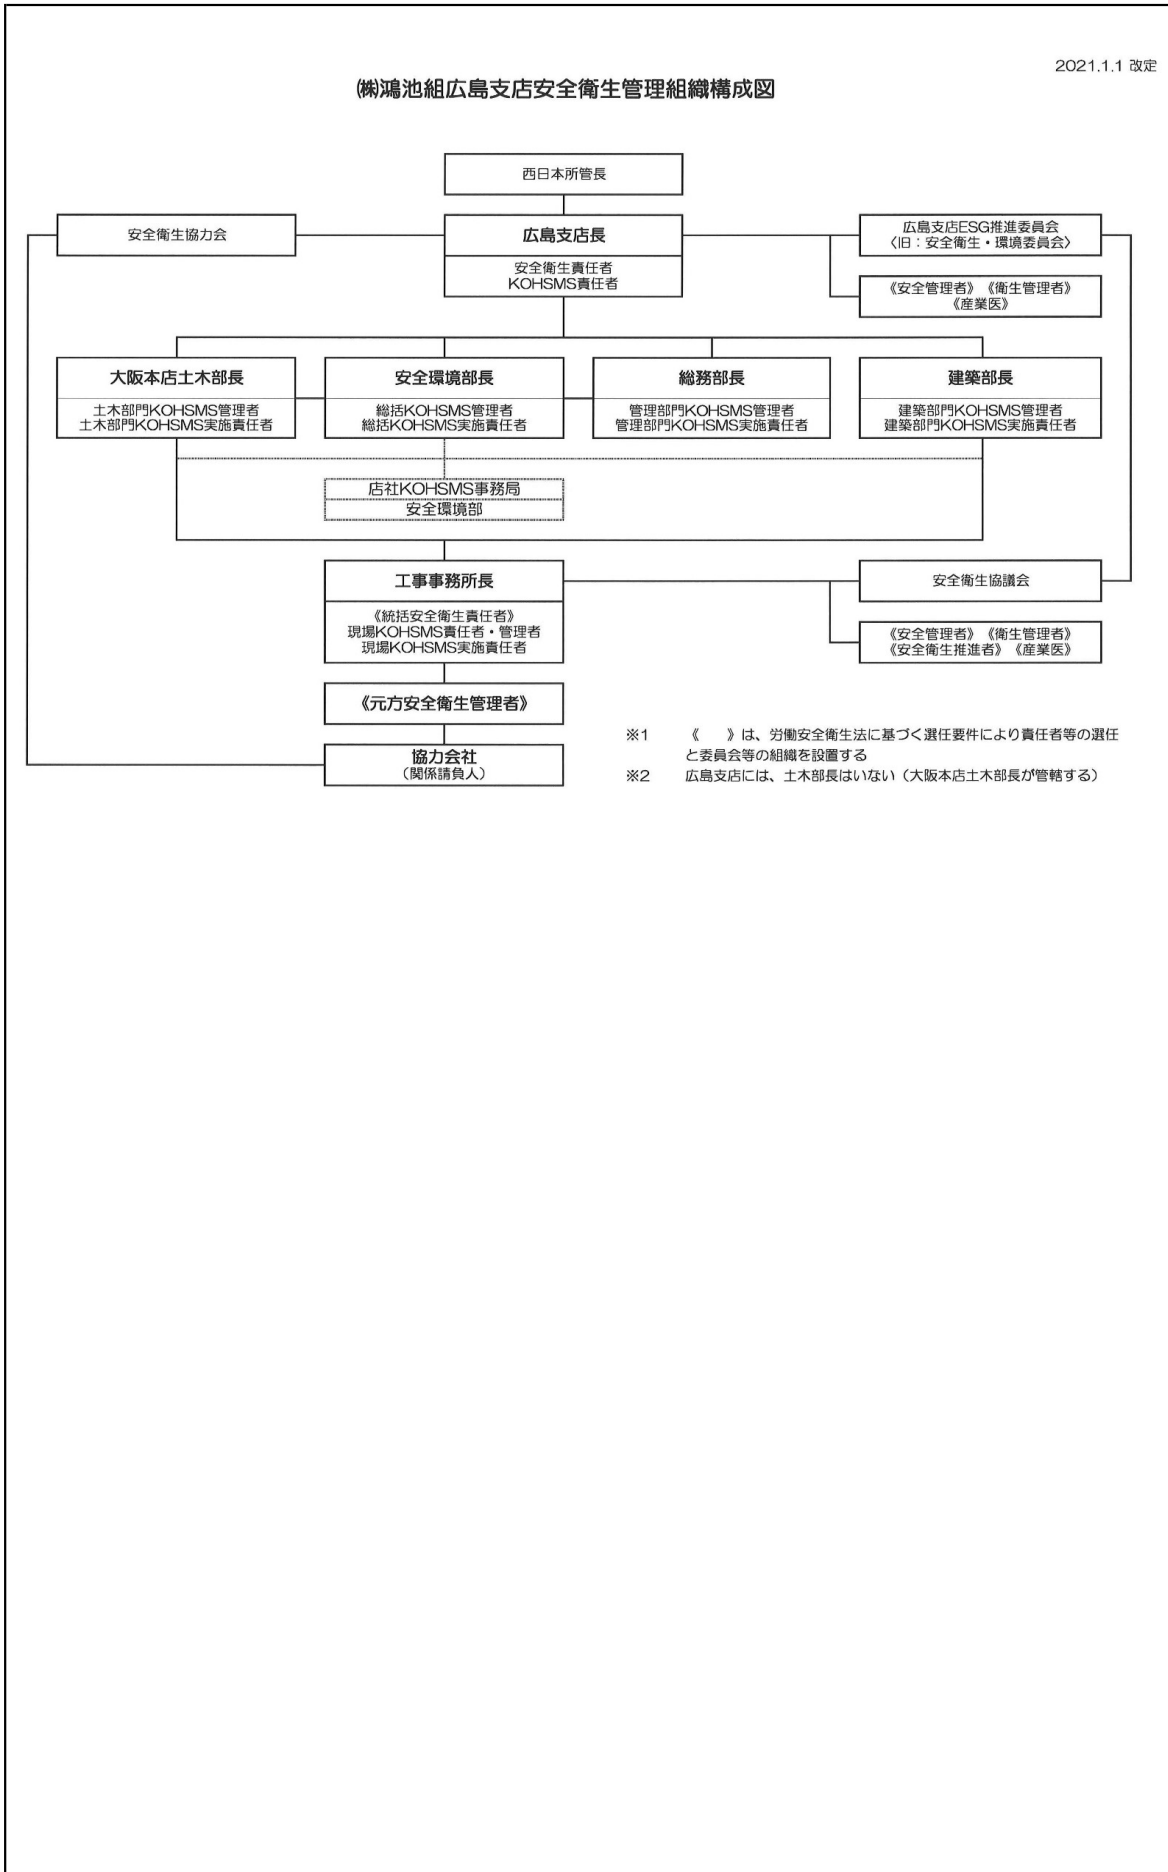 2021.1.1 改定
㈱鴻池組広島支店安全衛生管理組織構成図
西日本所管長
安全衛生協力会
広島支店長
安全衛生責任者
KOHSMS責任者
広島支店ESG推進委員会
〈旧：安全衛生・環境委員会〉
《安全管理者》《衛生管理者》
《産業医》
大阪本店土木部長
土木部門KOHSMS管理者
土木部門KOHSMS実施責任者
安全環境部長
総括KOHSMS管理者
総括KOHSMS実施責任者
総務部長
管理部門KOHSMS管理者
管理部門KOHSMS実施責任者
建築部長
建築部門KOHSMS管理者
建築部門KOHSMS実施責任者
店社KOHSMS事務局
安全環境部
工事事務所長
《統括安全衛生責任者》
現場KOHSMS責任者・管理者
現場KOHSMS実施責任者
安全衛生協議会
《安全管理者》《衛生管理者》
《安全衛生推進者》《産業医》
《元方安全衛生管理者》
協力会社
（関係請負人）
※1　《　　》は、労働安全衛生法に基づく選任要件により責任者等の選任
と委員会等の組織を設置する
※2　広島支店には、土木部長はいない（大阪本店土木部長が管轄する）